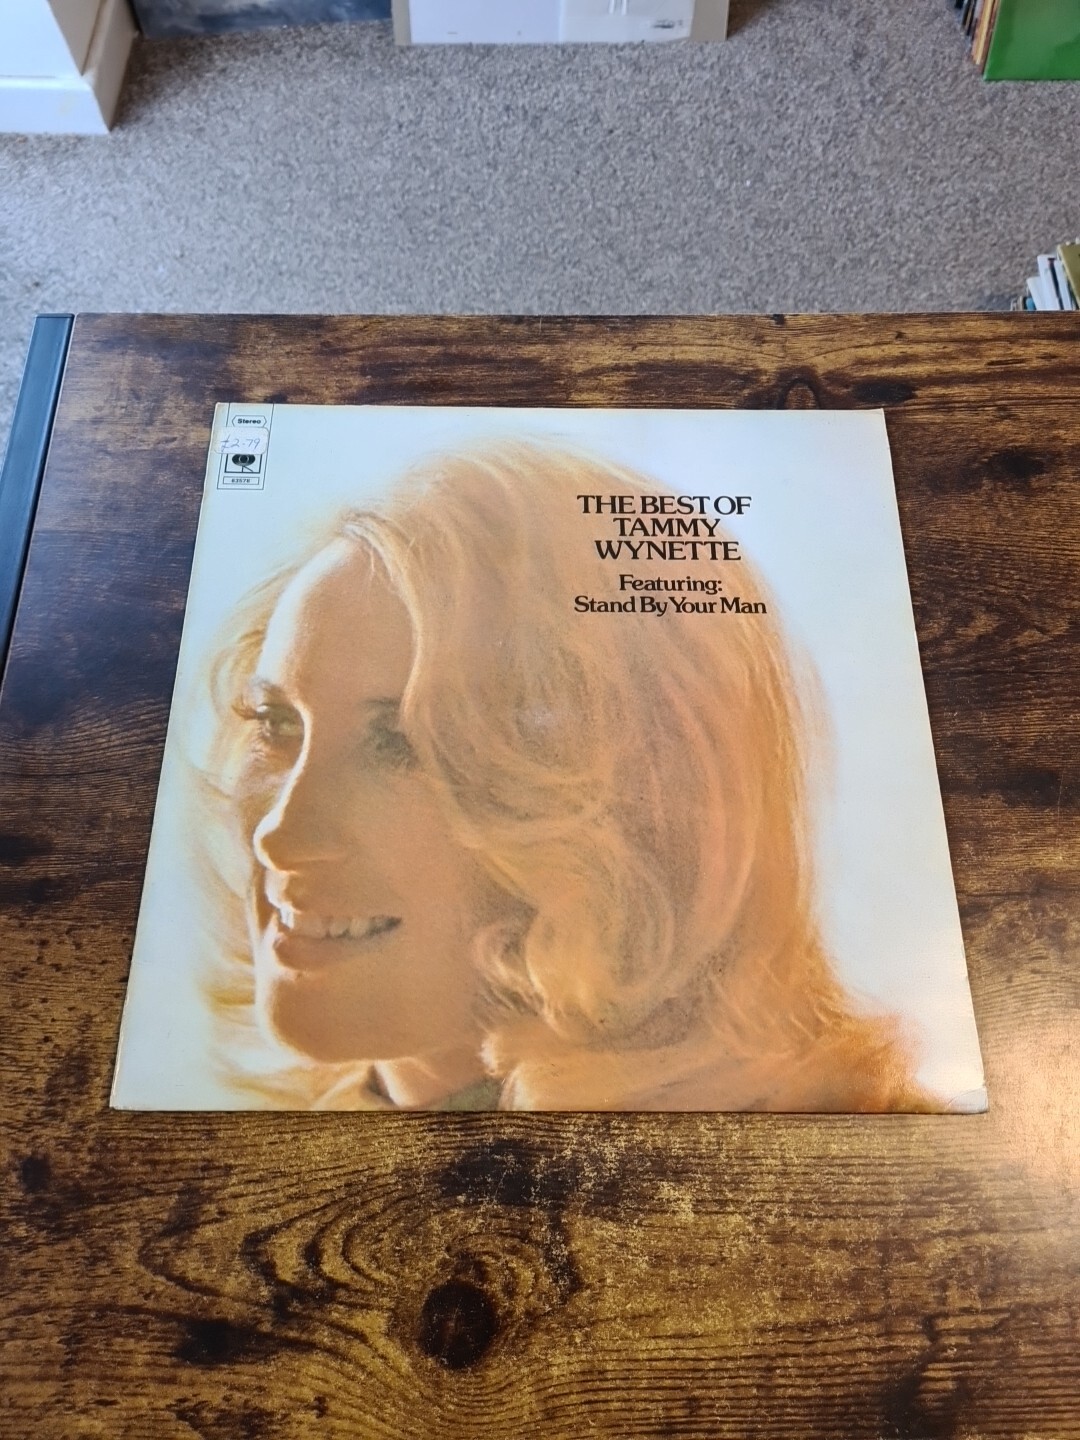 Stereo
£2.79
63578
THE BEST OF
TAMMY
WYNETTE
Featuring:
Stand By Your Man